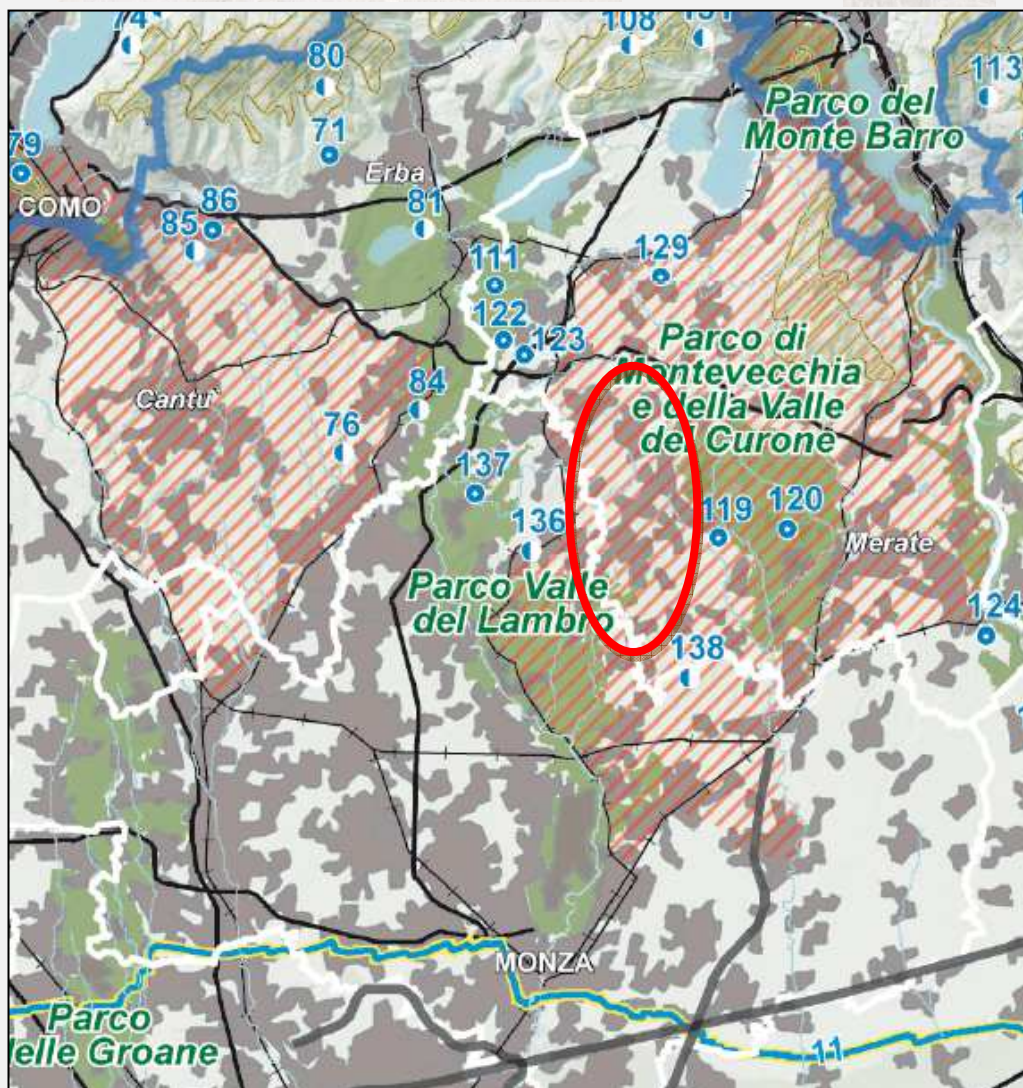 74
80
108
113
Parco del
Monte Barro
79
71
Erba
COMO
86
81
85
111
129
122
123
Parco di
Montevecchia
e della Valle
del Curone
84
Cantù
76
137
119
120
136
Merate
Parco Valle
del Lambro
124
138
MONZA
Parco
delle Groane
11